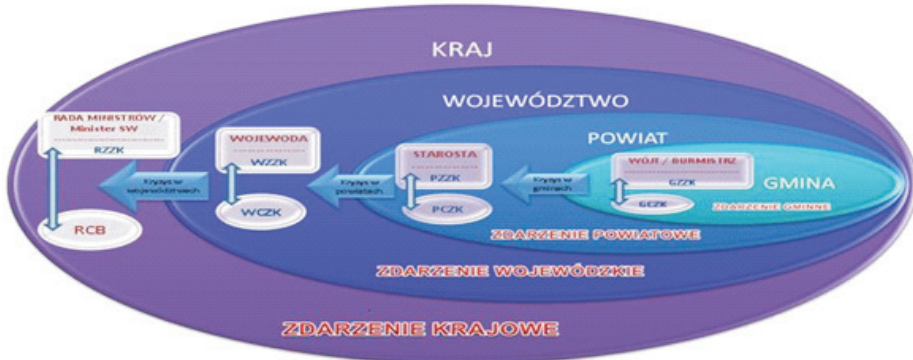 KRAJ
WOJEWÓDZTWO
POWIAT
GMINA
RADA MINISTRÓW /
Minister SW
RZZK
RCB
Kryzys w
województwach
WOJEWODA
WZZK
WCZK
Kryzys w
powiatach
STAROSTA
PZZK
PCZK
Kryzys w
gminach
WÓJT / BURMISTRZ
GZZK
GCZK
ZDARZENIE GMINNE
ZDARZENIE POWIATOWE
ZDARZENIE WOJEWÓDZKIE
ZDARZENIE KRAJOWE